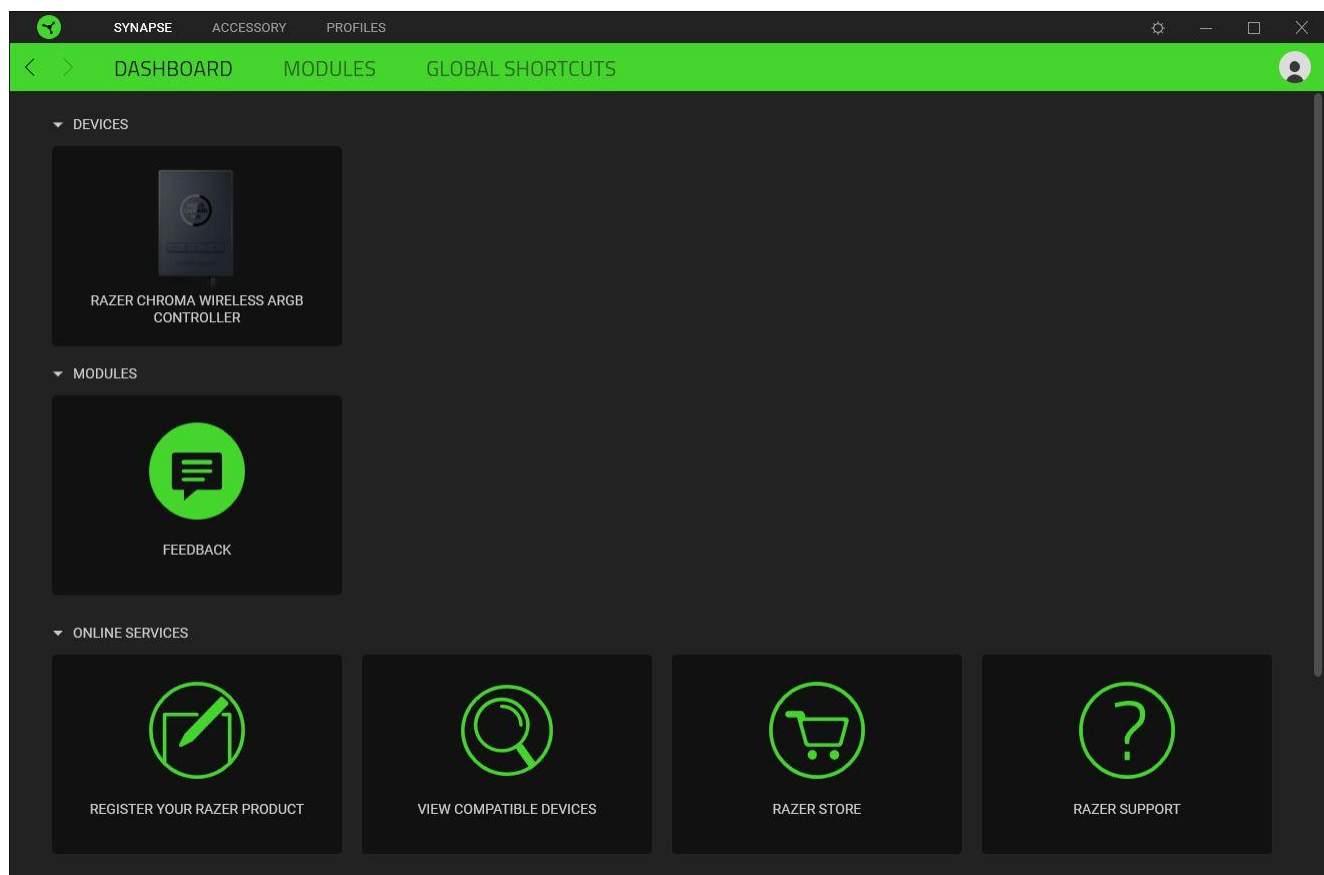 SYNAPSE ACCESSORY PROFILES
DASHBOARD MODULES GLOBAL SHORTCUTS
DEVICES
RAZER CHROMA WIRELESS ARGB
CONTROLLER
MODULES
FEEDBACK
ONLINE SERVICES
REGISTER YOUR RAZER PRODUCT
VIEW COMPATIBLE DEVICES
RAZER STORE
RAZER SUPPORT